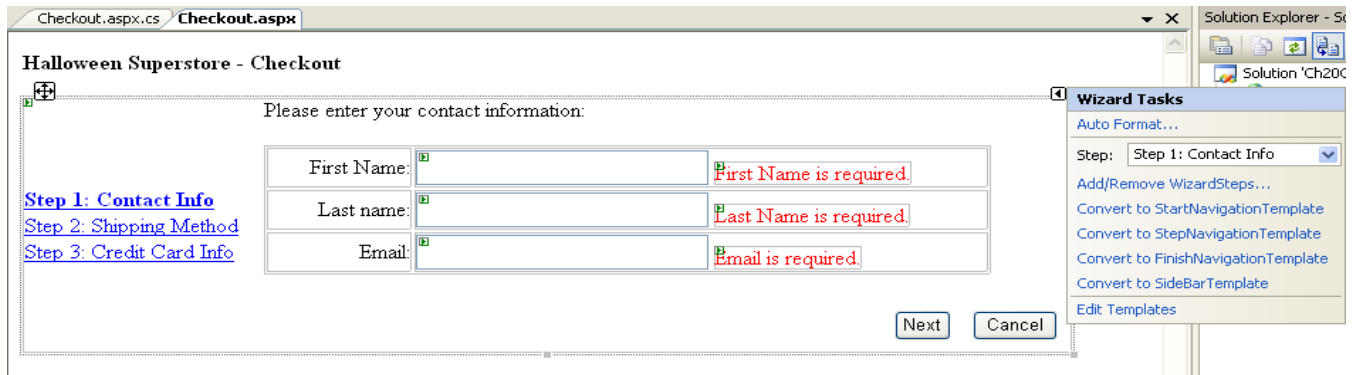 Checkout.aspx.cs Checkout.aspx
Solution Explorer - So
Halloween Superstore - Checkout
Solution 'Ch20C
Please enter your contact information:
Wizard Tasks
Auto Format...
Step: Step 1: Contact Info
Add/Remove WizardSteps...
Convert to StartNavigationTemplate
Convert to StepNavigationTemplate
Convert to FinishNavigationTemplate
Convert to SideBarTemplate
Edit Templates
Step 1: Contact Info
Step 2: Shipping Method
Step 3: Credit Card Info
First Name: First Name is required.
Last name: Last Name is required.
Email: Email is required.
Next Cancel